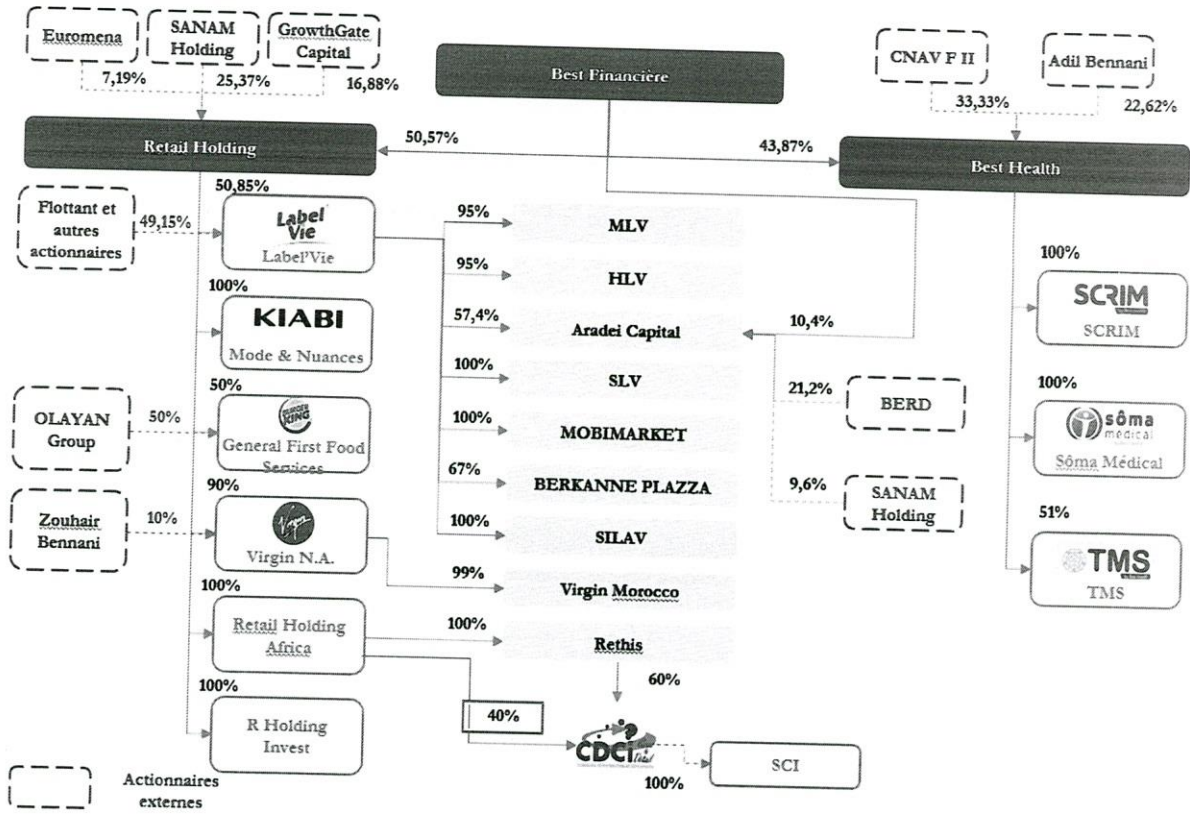 Euromena
SANAM
Holding
GrowthGate
Capital
7,19%
25,37%
16,88%
Best Financière
CNAV F II
Adil Bennani
33,33%
22,62%
Retail Holding
50,57%
43,87%
Best Health
Flottant et
autres
actionnaires
49,15%
50,85%
Label
Vie
Label'Vie
100%
KIABI
Mode & Nuances
OLAYAN
Group
50%
50%
BURGER
KING
General First Food
Services
Zouhair
Bennani
10%
90%
Virgin
Virgin N.A.
100%
Retail Holding
Africa
100%
R Holding
Invest
95%
MLV
95%
HLV
57,4%
Aradei Capital
10,4%
100%
SLV
21,2%
BERD
100%
MOBIMARKET
67%
BERKANNE PLAZZA
9,6%
SANAM
Holding
100%
SILAV
99%
Virgin Morocco
100%
Rethis
60%
40%
CDCI
100%
SCI
100%
SCRIM
SCRIM
100%
sôma
médical
Sôma Médical
51%
TMS
TMS
Actionnaires
externes